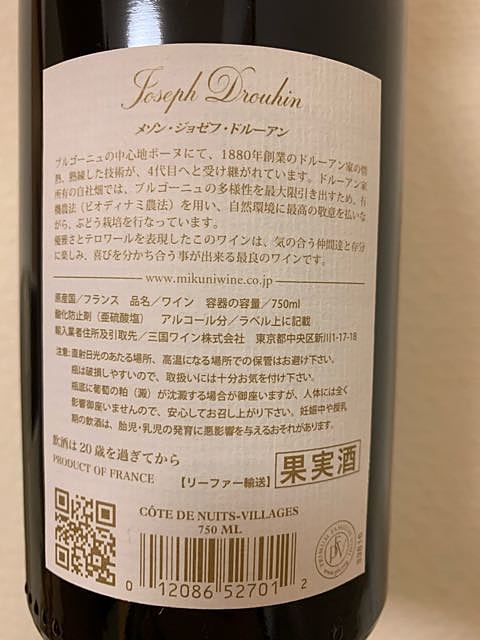 Joseph Drouhin
メゾン・ジョゼフ・ドルーアン
ブルゴーニュの中心地ボーヌにて、1880年創業のドルーアン家の情
熱、熟練した技術が、4代目へと受け継がれています。ドルーアン家
所有の自社畑では、ブルゴーニュの多様性を最大限引き出すため、有
機農法（ビオディナミ農法）を用い、自然環境に最高の敬意を払いな
がら、ぶどう栽培を行なっています。
優雅さとテロワールを表現したこのワインは、気の合う仲間達と存分
に楽しみ、喜びを分かち合う事が出来る最良のワインです。
www.mikuniwine.co.jp
原産国/フランス 品名/ワイン 容器の容量/750ml
酸化防止剤（亜硫酸塩） アルコール分/ラベル上に記載
輸入業者住所及引取先/三国ワイン株式会社 東京都中央区新川1-17-18
注意：直射日光のあたる場所、高温になる場所での保管はお避け下さい。
瓶は破損しやすいので、取扱いには十分お気を付け下さい。
瓶底に葡萄の粕（澱）が沈澱する場合が御座いますが、人体には全く
影響御座いませんので、安心してお召し上がり下さい。妊娠中や授乳
期の飲酒は、胎児・乳児の発育に悪影響を与えるおそれがあります。
飲酒は20歳を過ぎてから
PRODUCT OF FRANCE
【リーファー輸送】
果実酒
CÔTE DE NUITS-VILLAGES
750 ML
0 12086 52701 2